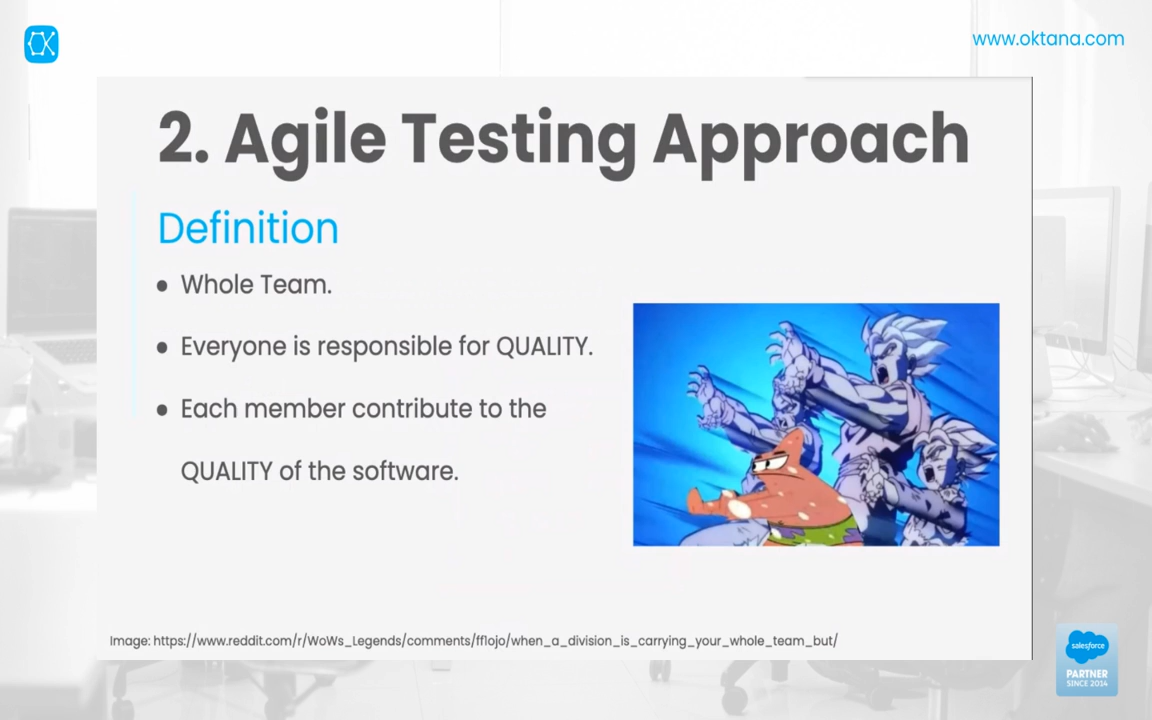 www.oktana.com
2. Agile Testing Approach
Definition
● Whole Team.
● Everyone is responsible for QUALITY.
● Each member contribute to the
QUALITY of the software.
Image: https://www.reddit.com/r/WoWs_Legends/comments/fflojo/when_a_division_is_carrying_your_whole_team_but/
salesforce
PARTNER
SINCE 2014